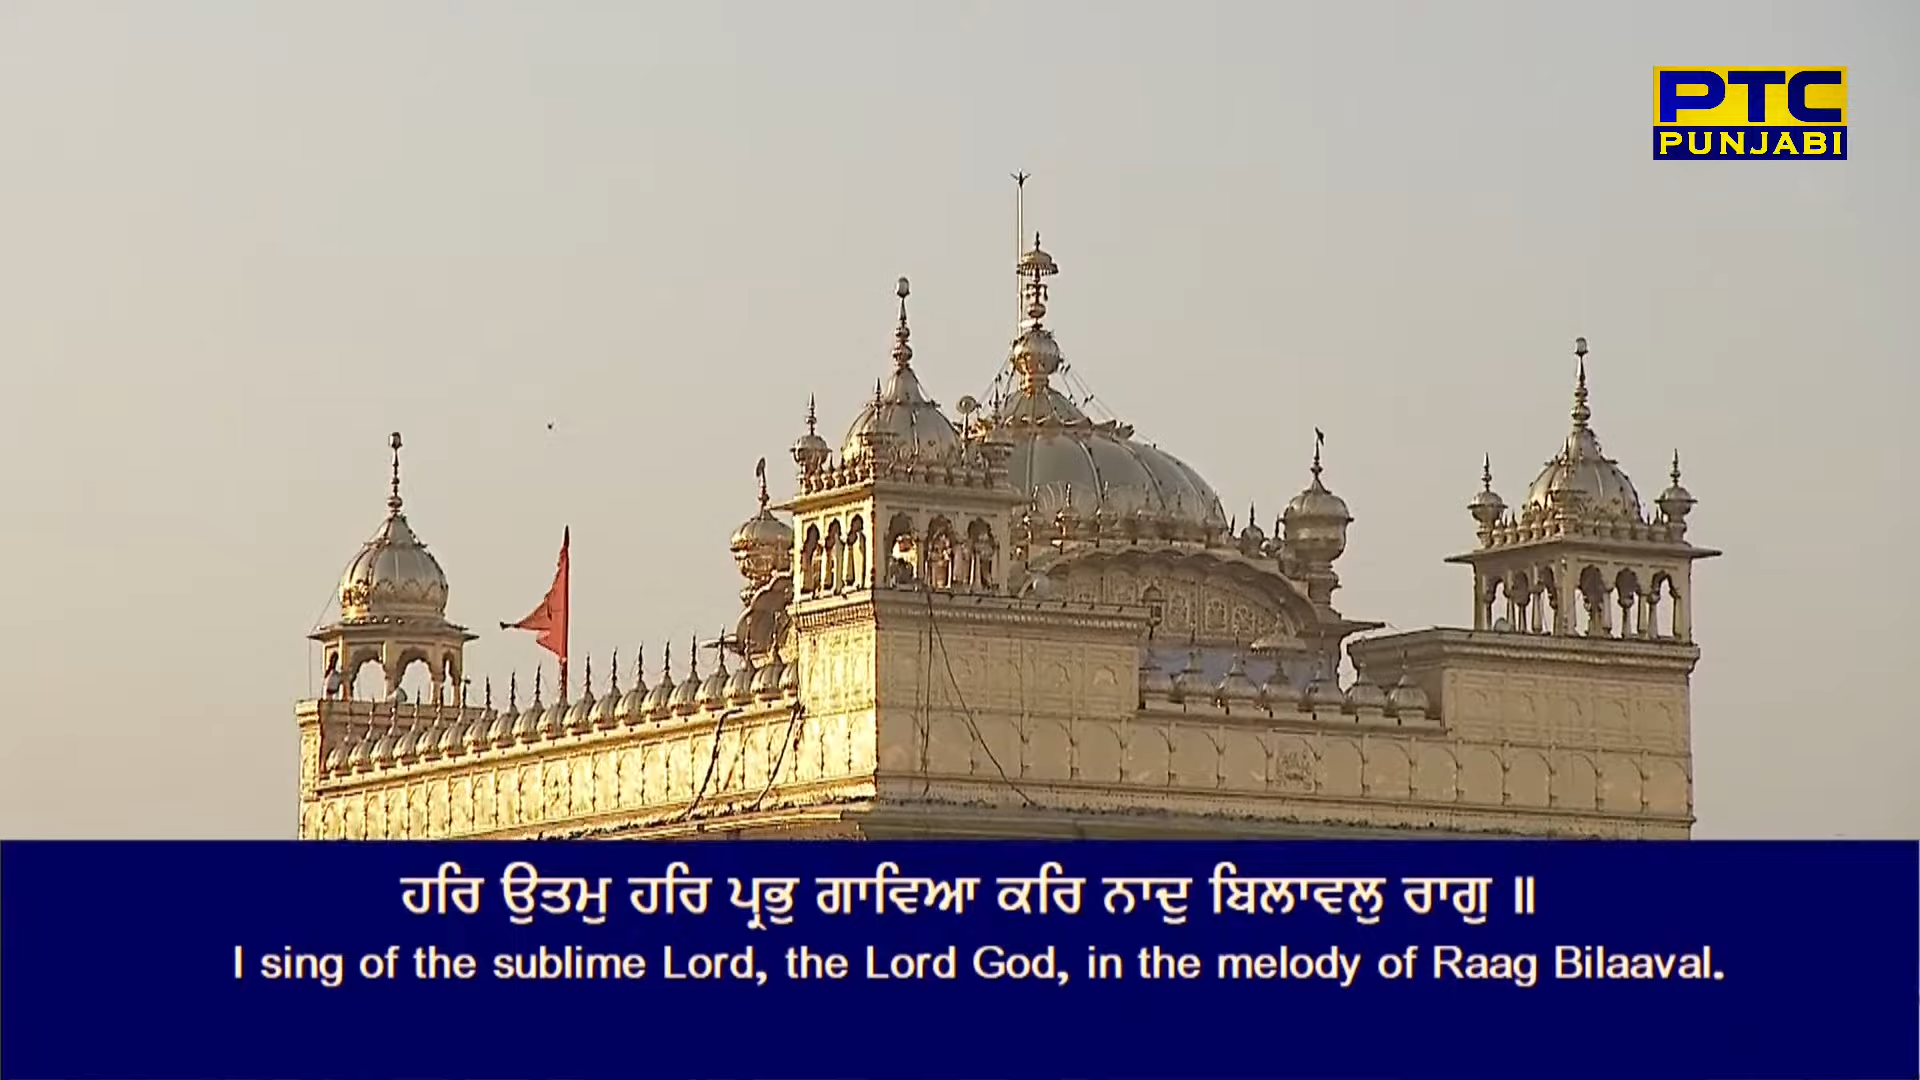 PTC
PUNJABI
ਹਰਿ ਉਤਮੁ ਹਰਿ ਪ੍ਰਭੁ ਗਾਵਿਆ ਕਰਿ ਨਾਦੁ ਬਿਲਾਵਲੁ ਰਾਗੁ ॥
I sing of the sublime Lord, the Lord God, in the melody of Raag Bilaaval.